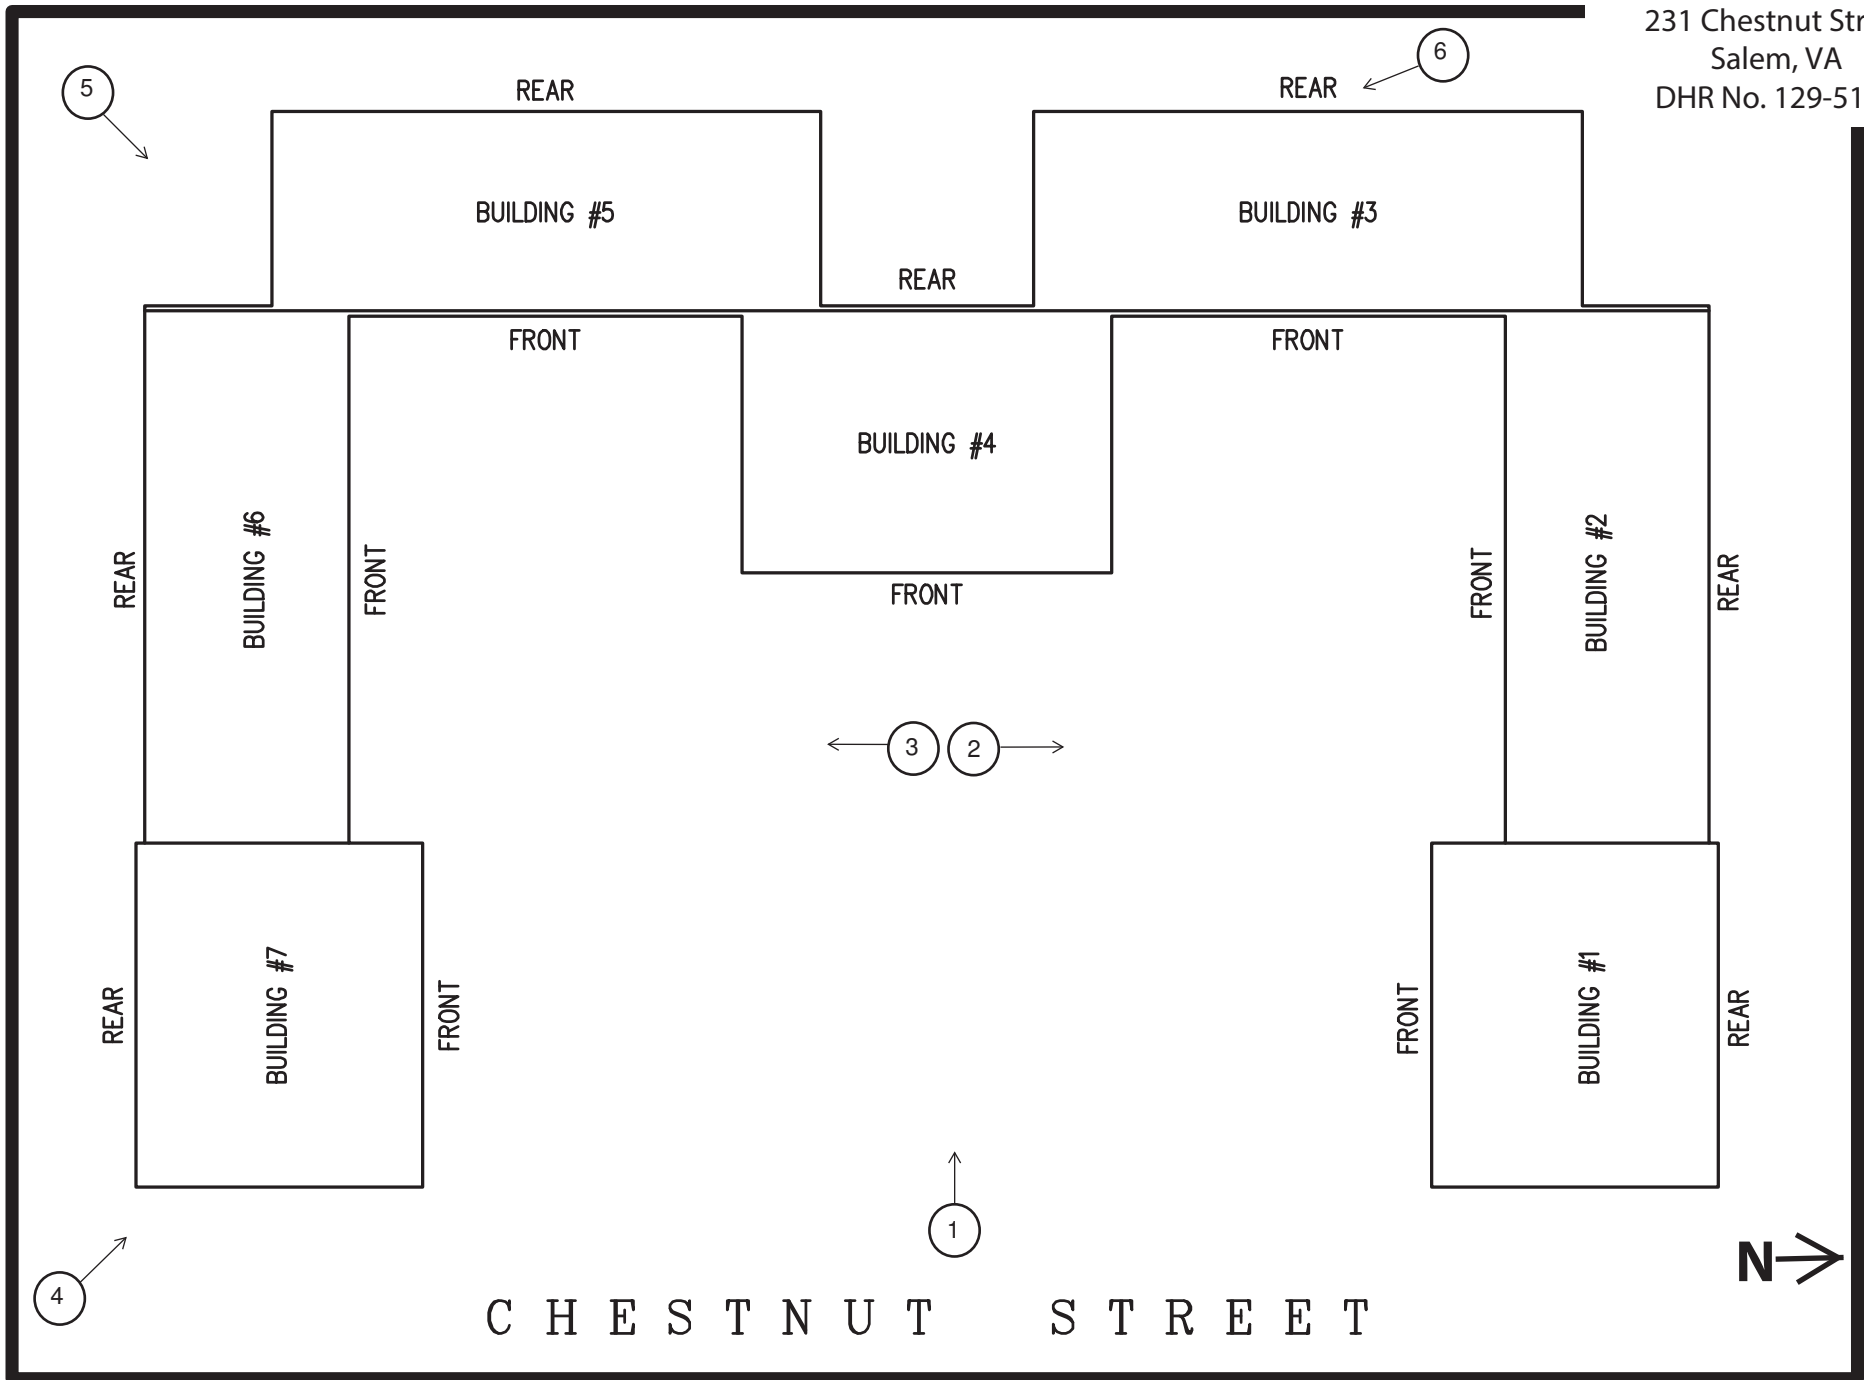 231 Chestnut Str
Salem, VA
DHR No. 129-51
5
6
REAR
REAR
BUILDING #5
BUILDING #3
REAR
FRONT
FRONT
BUILDING #4
REAR
BUILDING #6
FRONT
FRONT
BUILDING #2
REAR
FRONT
3
2
REAR
BUILDING #7
FRONT
FRONT
BUILDING #1
REAR
1
4
N
CHESTNUT STREET